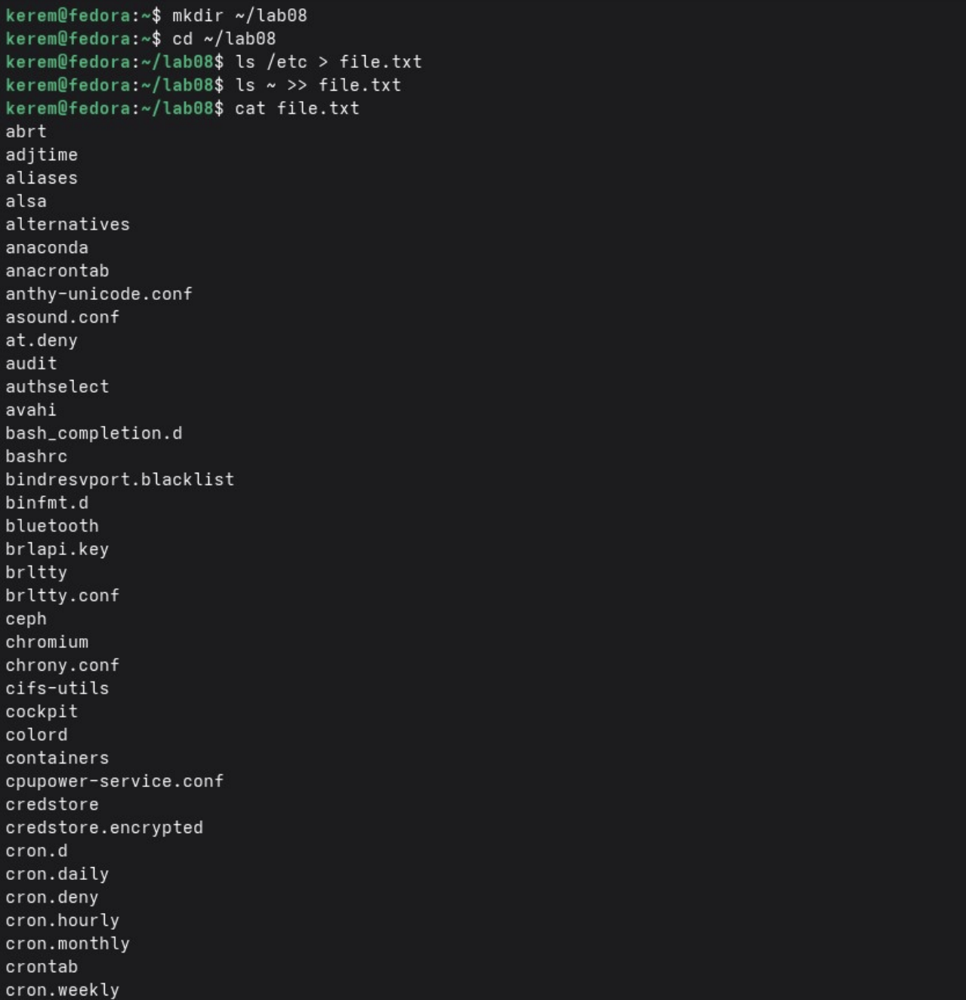 kerem@fedora:~$ mkdir ~/lab08
kerem@fedora:~$ cd ~/lab08
kerem@fedora:~/lab08$ ls /etc > file.txt
kerem@fedora:~/lab08$ ls ~ >> file.txt
kerem@fedora:~/lab08$ cat file.txt
abrt
adjtime
aliases
alsa
alternatives
anaconda
anacrontab
anthy-unicode.conf
asound.conf
at.deny
audit
authselect
avahi
bash_completion.d
bashrc
bindresvport.blacklist
binfmt.d
bluetooth
brlapi.key
brltty
brltty.conf
ceph
chromium
chrony.conf
cifs-utils
cockpit
colord
containers
cpupower-service.conf
credstore
credstore.encrypted
cron.d
cron.daily
cron.deny
cron.hourly
cron.monthly
crontab
cron.weekly